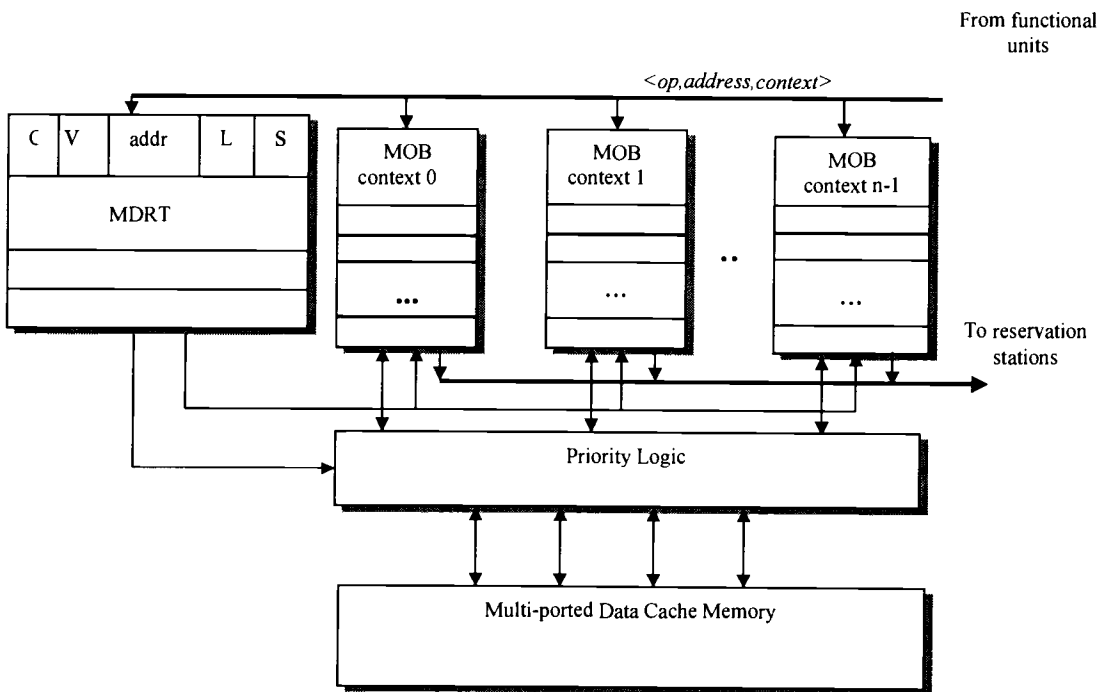 From functional
units
<op,address,context>
C V addr L S
MDRT
MOB
context 0
...
MOB
context 1
...
..
MOB
context n-1
...
To reservation
stations
Priority Logic
Multi-ported Data Cache Memory